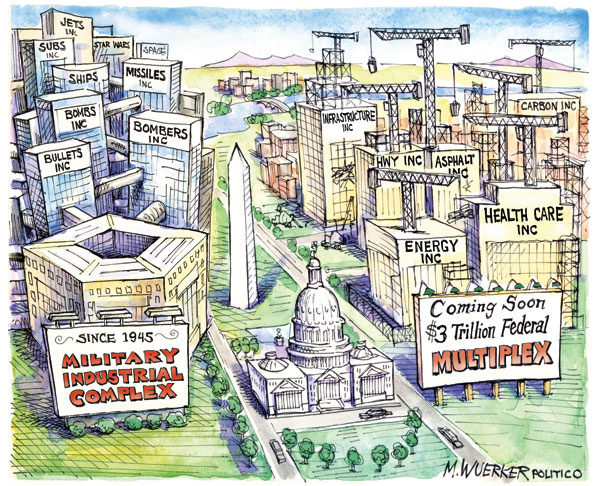 JETS
INC
SUBS
INC
STAR WARS
SPACE
SHIPS
INC
MISSILES
INC
BOMBS
INC
BOMBERS
INC
BULLETS
INC
INFRASTRUCTURE
INC
CARBON INC
HWY INC
ASPHALT
INC
HEALTH CARE
INC
ENERGY
INC
SINCE 1945
MILITARY
INDUSTRIAL
COMPLEX
Coming Soon
$3 Trillion Federal
MULTIPLEX
M.WUERKER POLITICO